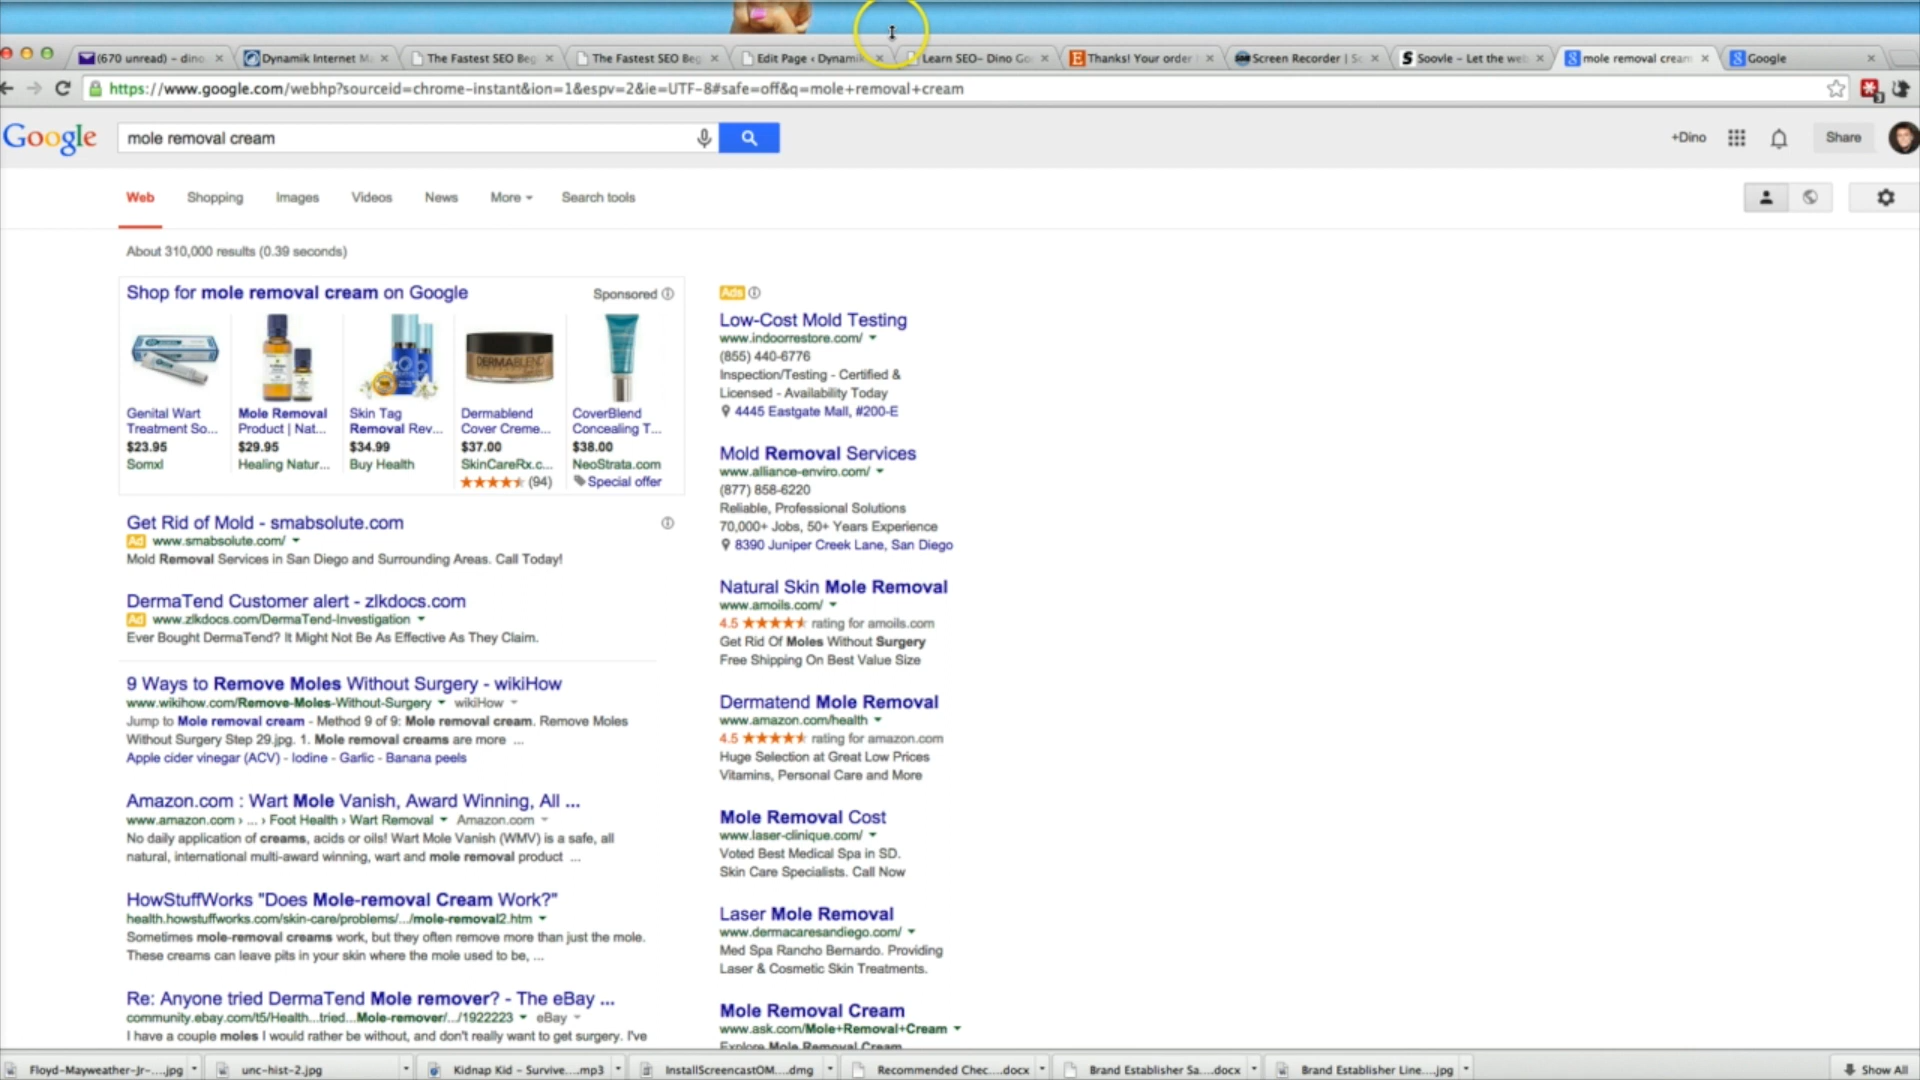 (670 unread) – dino.
Dynamik Internet Ma
The Fastest SEO Beg
The Fastest SEO Beg
Edit Page ‹ Dynamik
Learn SEO– Dino Go
Thanks! Your order
Screen Recorder | Sc
Soovle – Let the web
mole removal cream
Google
https://www.google.com/webhp?sourceid=chrome-instant&ion=1&espv=2&ie=UTF-8#safe=off&q=mole+removal+cream
Google
mole removal cream
+Dino
Share
Web Shopping Images Videos News More Search tools
About 310,000 results (0.39 seconds)
Shop for mole removal cream on Google
Sponsored
Genital Wart
Treatment So...
$23.95
Somxl
Mole Removal
Product | Nat...
$29.95
Healing Natur...
Skin Tag
Removal Rev...
$34.99
Buy Health
DERMABLEND
Dermablend
Cover Creme...
$37.00
SkinCareRx.c...
(94)
CoverBlend
Concealing T...
$38.00
NeoStrata.com
Special offer
Get Rid of Mold - smabsolute.com
Ad www.smabsolute.com/
Mold Removal Services in San Diego and Surrounding Areas. Call Today!
DermaTend Customer alert - zlkdocs.com
Ad www.zlkdocs.com/DermaTend-Investigation
Ever Bought DermaTend? It Might Not Be As Effective As They Claim.
9 Ways to Remove Moles Without Surgery - wikiHow
www.wikihow.com/Remove-Moles-Without-Surgery wikiHow
Jump to Mole removal cream - Method 9 of 9: Mole removal cream. Remove Moles
Without Surgery Step 29.jpg. 1. Mole removal creams are more ...
Apple cider vinegar (ACV) - Iodine - Garlic - Banana peels
Amazon.com : Wart Mole Vanish, Award Winning, All ...
www.amazon.com › ... › Foot Health › Wart Removal Amazon.com
No daily application of creams, acids or oils! Wart Mole Vanish (WMV) is a safe, all
natural, international multi-award winning, wart and mole removal product ...
HowStuffWorks "Does Mole-removal Cream Work?"
health.howstuffworks.com/skin-care/problems/.../mole-removal2.htm
Sometimes mole-removal creams work, but they often remove more than just the mole.
These creams can leave pits in your skin where the mole used to be, ...
Re: Anyone tried DermaTend Mole remover? - The eBay ...
community.ebay.com/t5/Health...tried...Mole-remover/.../1922223 eBay
I have a couple moles I would rather be without, and don't really want to get surgery. I've
Ads
Low-Cost Mold Testing
www.indoorrestore.com/
(855) 440-6776
Inspection/Testing - Certified &
Licensed - Availability Today
4445 Eastgate Mall, #200-E
Mold Removal Services
www.alliance-enviro.com/
(877) 858-6220
Reliable, Professional Solutions
70,000+ Jobs, 50+ Years Experience
8390 Juniper Creek Lane, San Diego
Natural Skin Mole Removal
www.amoils.com/
4.5 rating for amoils.com
Get Rid Of Moles Without Surgery
Free Shipping On Best Value Size
Dermatend Mole Removal
www.amazon.com/health
4.5 rating for amazon.com
Huge Selection at Great Low Prices
Vitamins, Personal Care and More
Mole Removal Cost
www.laser-clinique.com/
Voted Best Medical Spa in SD.
Skin Care Specialists. Call Now
Laser Mole Removal
www.dermacaresandiego.com/
Med Spa Rancho Bernardo. Providing
Laser & Cosmetic Skin Treatments.
Mole Removal Cream
www.ask.com/Mole+Removal+Cream
Explore Mole Removal Cream
Floyd-Mayweather-Jr-....jpg
unc-hist-2.jpg
Kidnap Kid – Survive....mp3
InstallScreencastOM....dmg
Recommended Chec....docx
Brand Establisher Sa....docx
Brand Establisher Line....jpg
Show All